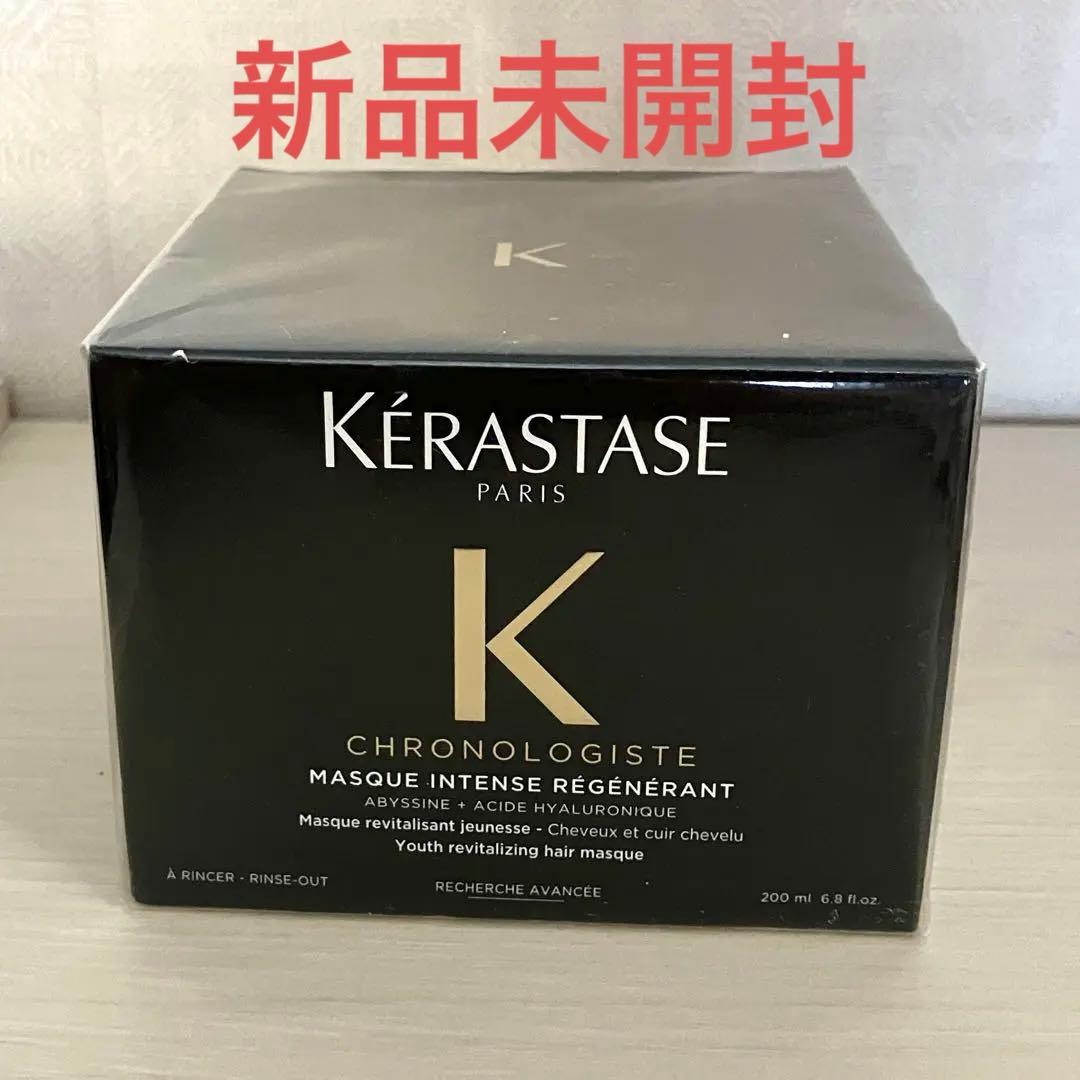 新品未開封
K
KÉRASTASE
PARIS
K
CHRONOLOGISTE
MASQUE INTENSE RÉGÉNÉRANT
ABYSSINE + ACIDE HYALURONIQUE
Masque revitalisant jeunesse - Cheveux et cuir chevelu
Youth revitalizing hair masque
À RINCER - RINSE-OUT
RECHERCHE AVANCÉE
200 ml 6.8 fl.oz.